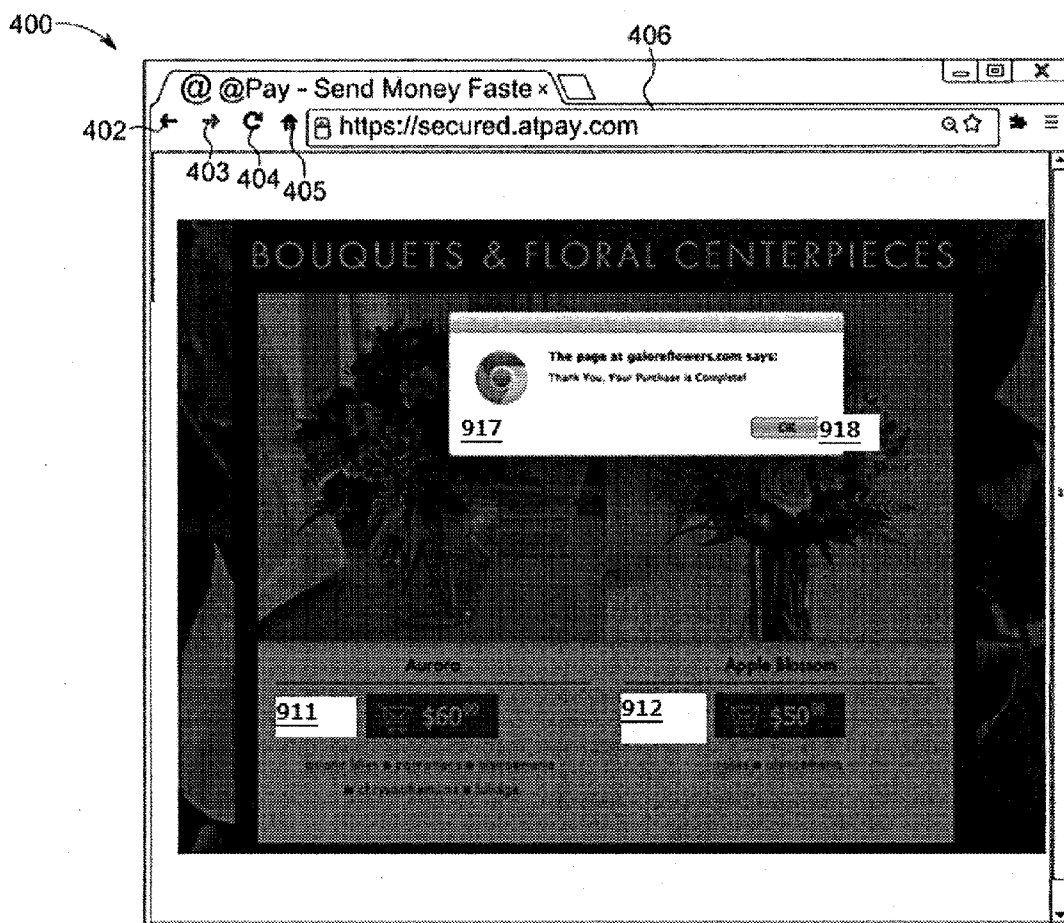 400
406
@ @Pay - Send Money Faste ×
402
https://secured.atpay.com
403 404 405
BOUQUETS & FLORAL CENTERPIECES
The page at galoreflowers.com says:
Thank You, Your Purchase is Complete!
917
OK
918
Aurora
Apple Blossom
911
$60
912
$50